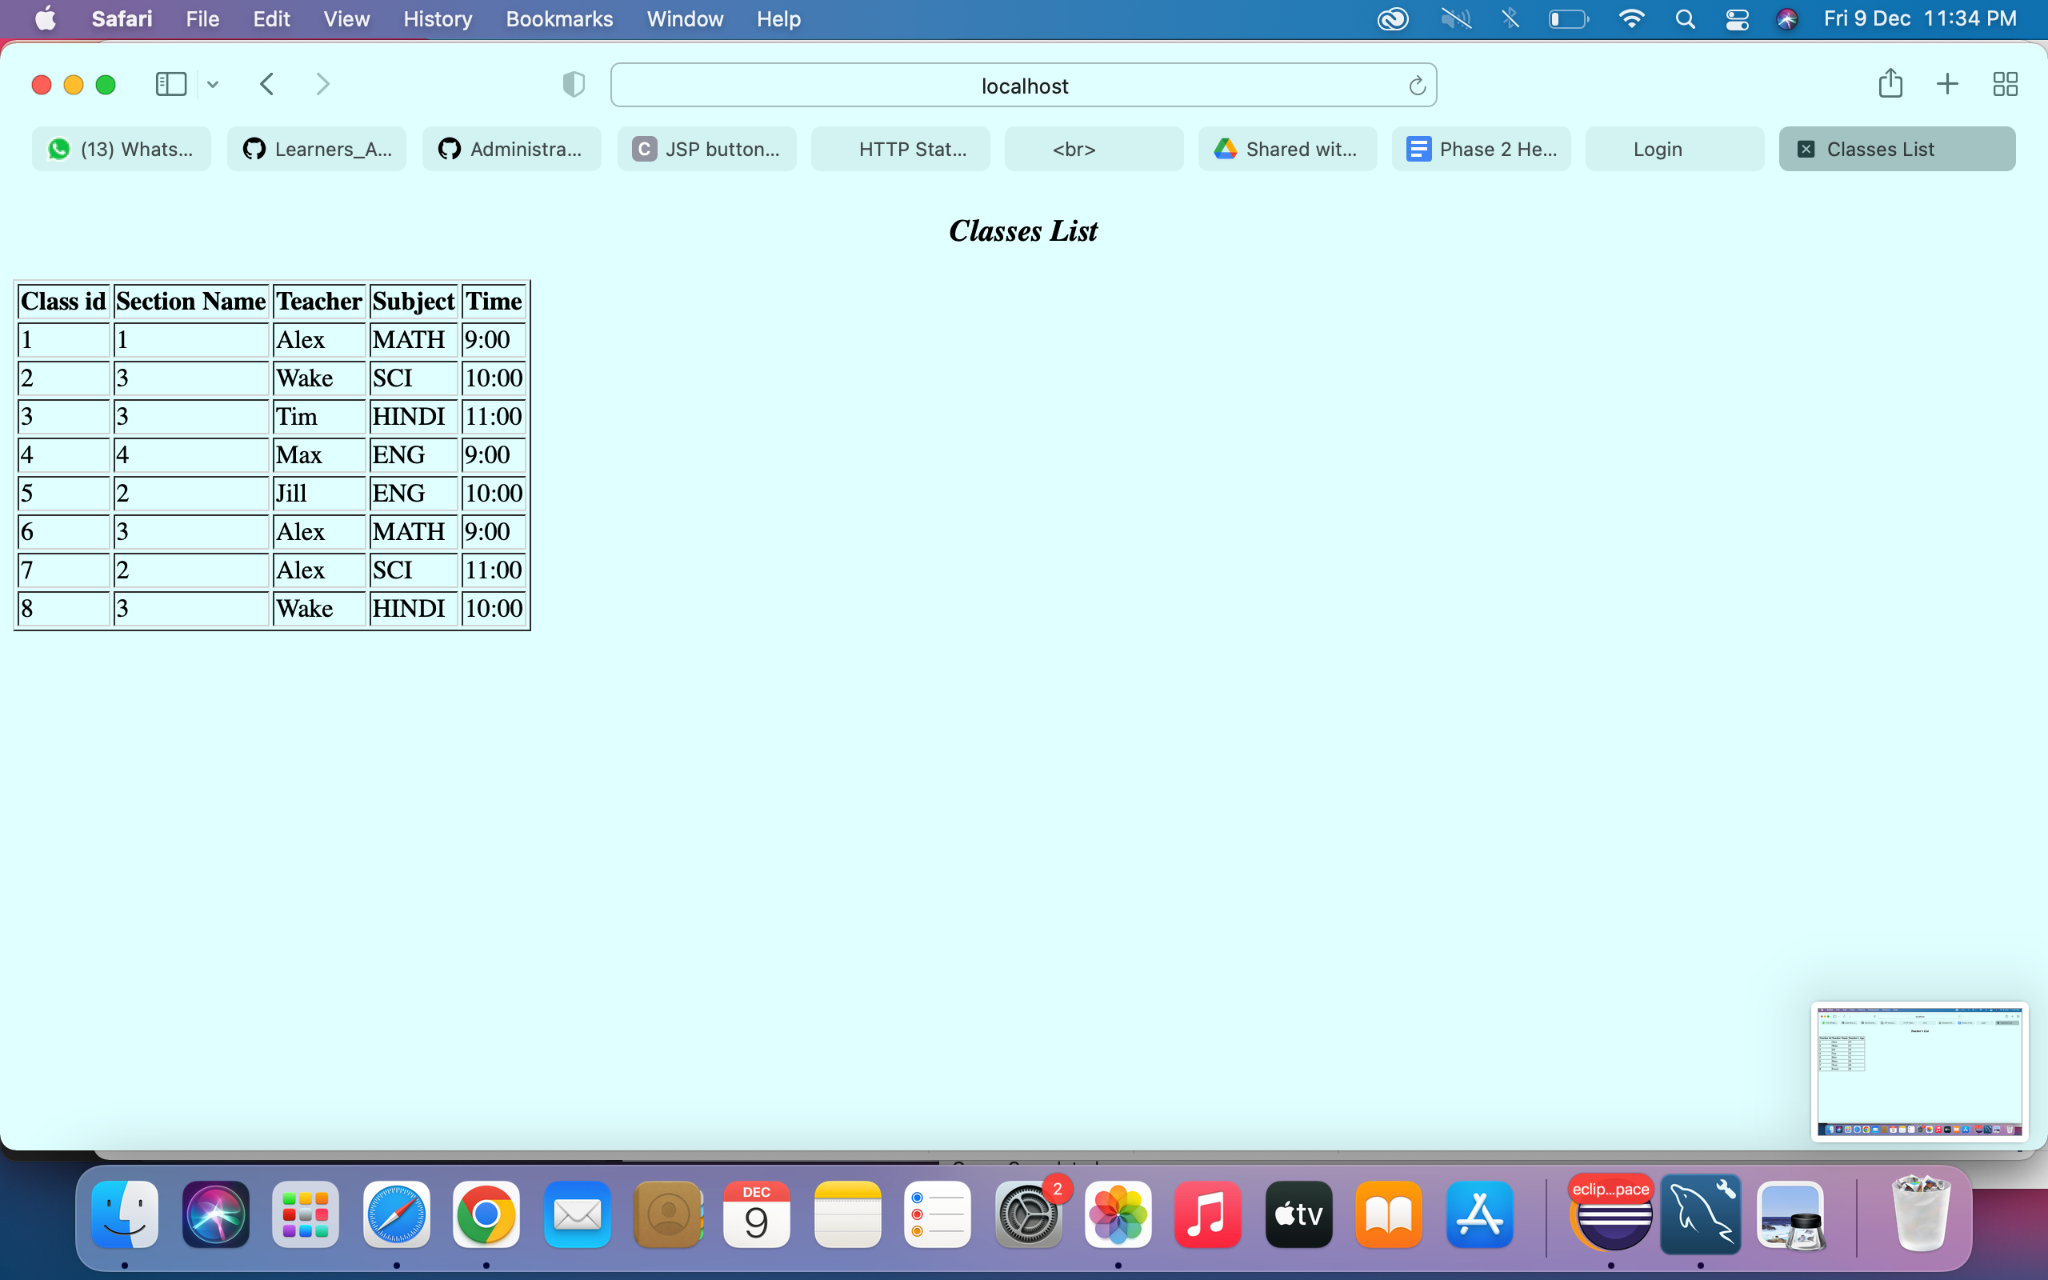 Safari File Edit View History Bookmarks Window Help Fri 9 Dec 11:34 PM
localhost
(13) Whats... Learners_A... Administra... C JSP button... HTTP Stat... <br> Shared wit... Phase 2 He... Login Classes List
Classes List
Class id Section Name Teacher Subject Time
1 1 Alex MATH 9:00
2 3 Wake SCI 10:00
3 3 Tim HINDI 11:00
4 4 Max ENG 9:00
5 2 Jill ENG 10:00
6 3 Alex MATH 9:00
7 2 Alex SCI 11:00
8 3 Wake HINDI 10:00
DEC 2 eclip...pace
9 tv